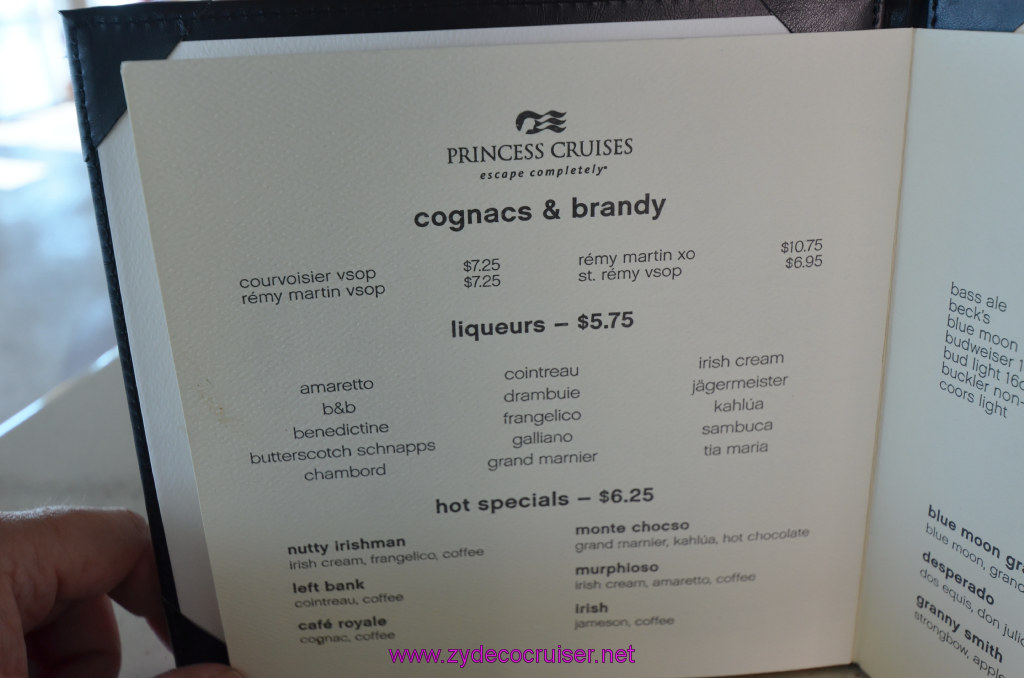 PRINCESS CRUISES
escape completely®
cognacs & brandy
courvoisier vsop $7.25
rémy martin vsop $7.25
rémy martin xo $10.75
st. rémy vsop $6.95
liqueurs – $5.75
amaretto
b&b
benedictine
butterscotch schnapps
chambord
cointreau
drambuie
frangelico
galliano
grand marnier
irish cream
jägermeister
kahlúa
sambuca
tia maria
hot specials – $6.25
nutty irishman
irish cream, frangelico, coffee
left bank
cointreau, coffee
café royale
cognac, coffee
monte chocso
grand marnier, kahlúa, hot chocolate
murphioso
irish cream, amaretto, coffee
irish
jameson, coffee
bass ale
beck's
blue moon
budweiser
bud light
buckler non-
coors light
blue moon
blue moon,
desperado
dos equis, don
granny smith
strongbow,
www.zydecocruiser.net